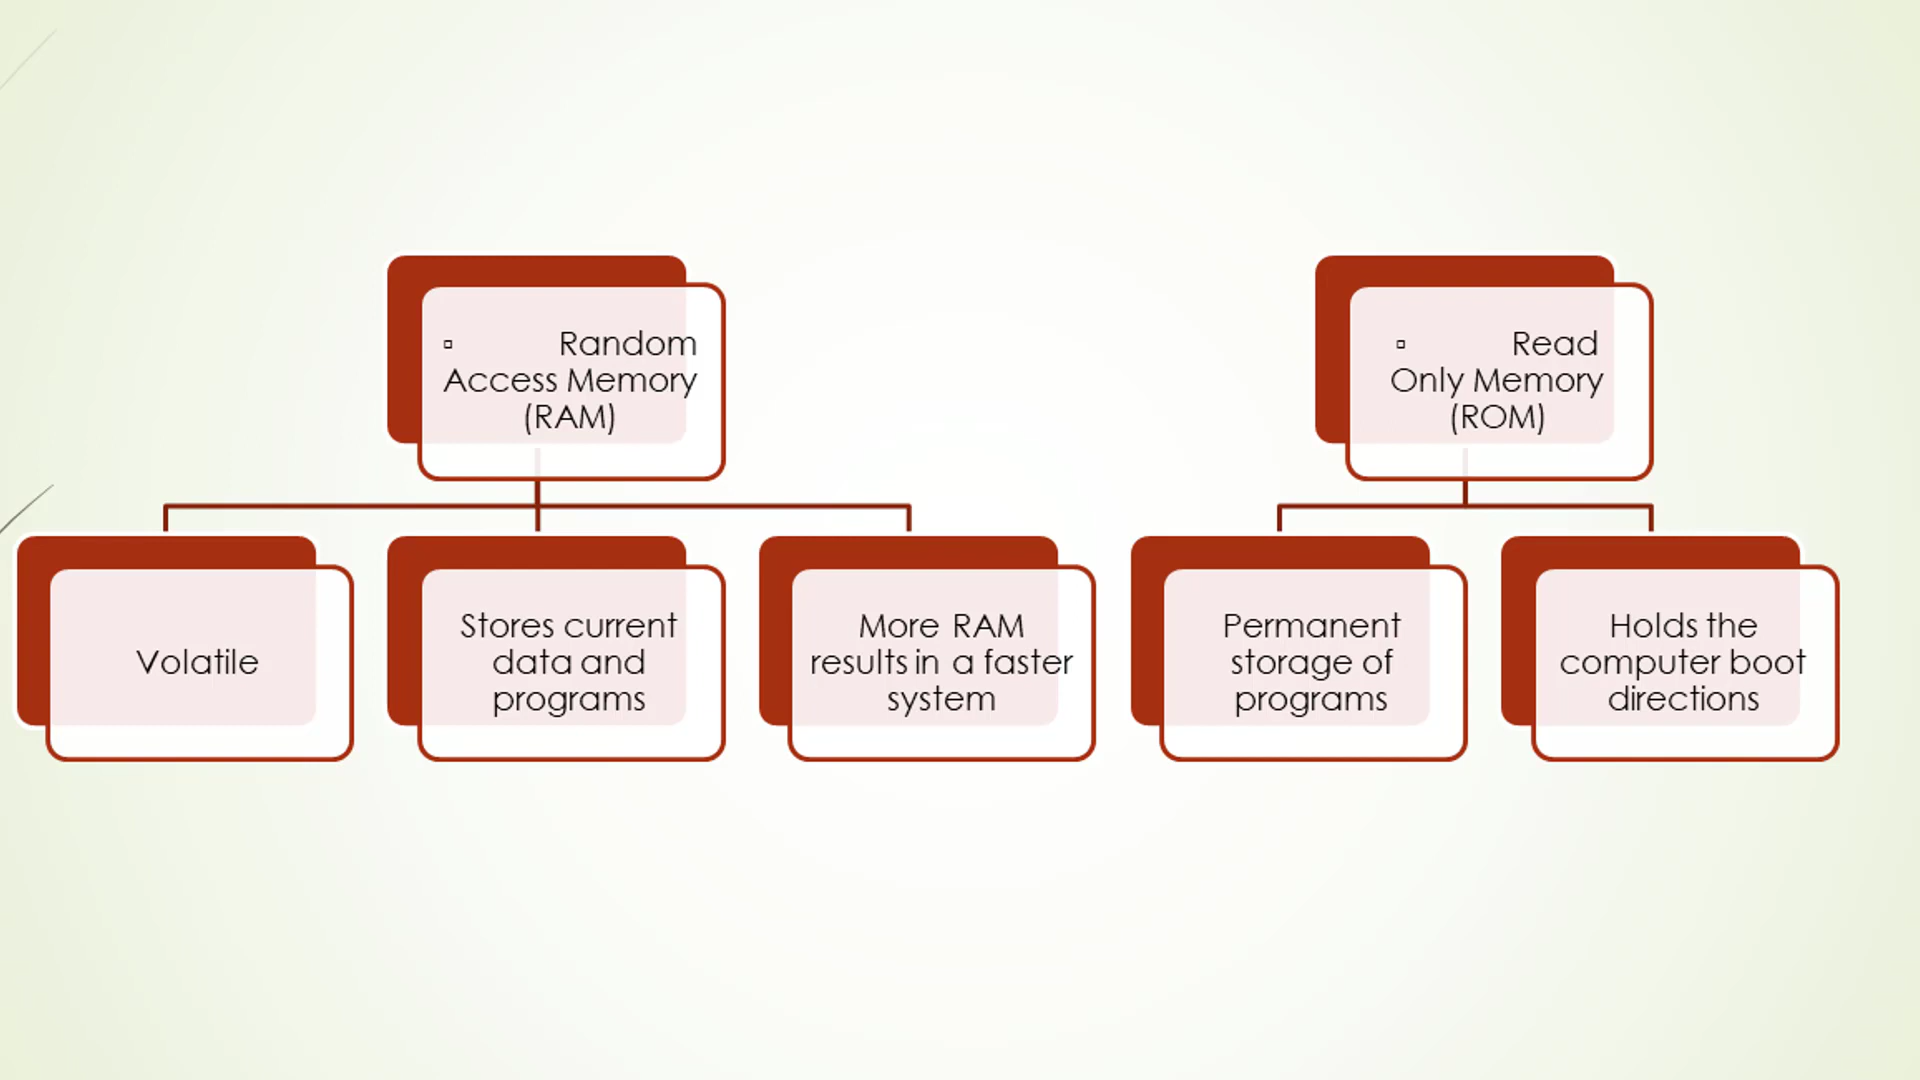 ▫ Random
Access Memory
(RAM)
▫ Read
Only Memory
(ROM)
Volatile
Stores current
data and
programs
More RAM
results in a faster
system
Permanent
storage of
programs
Holds the
computer boot
directions